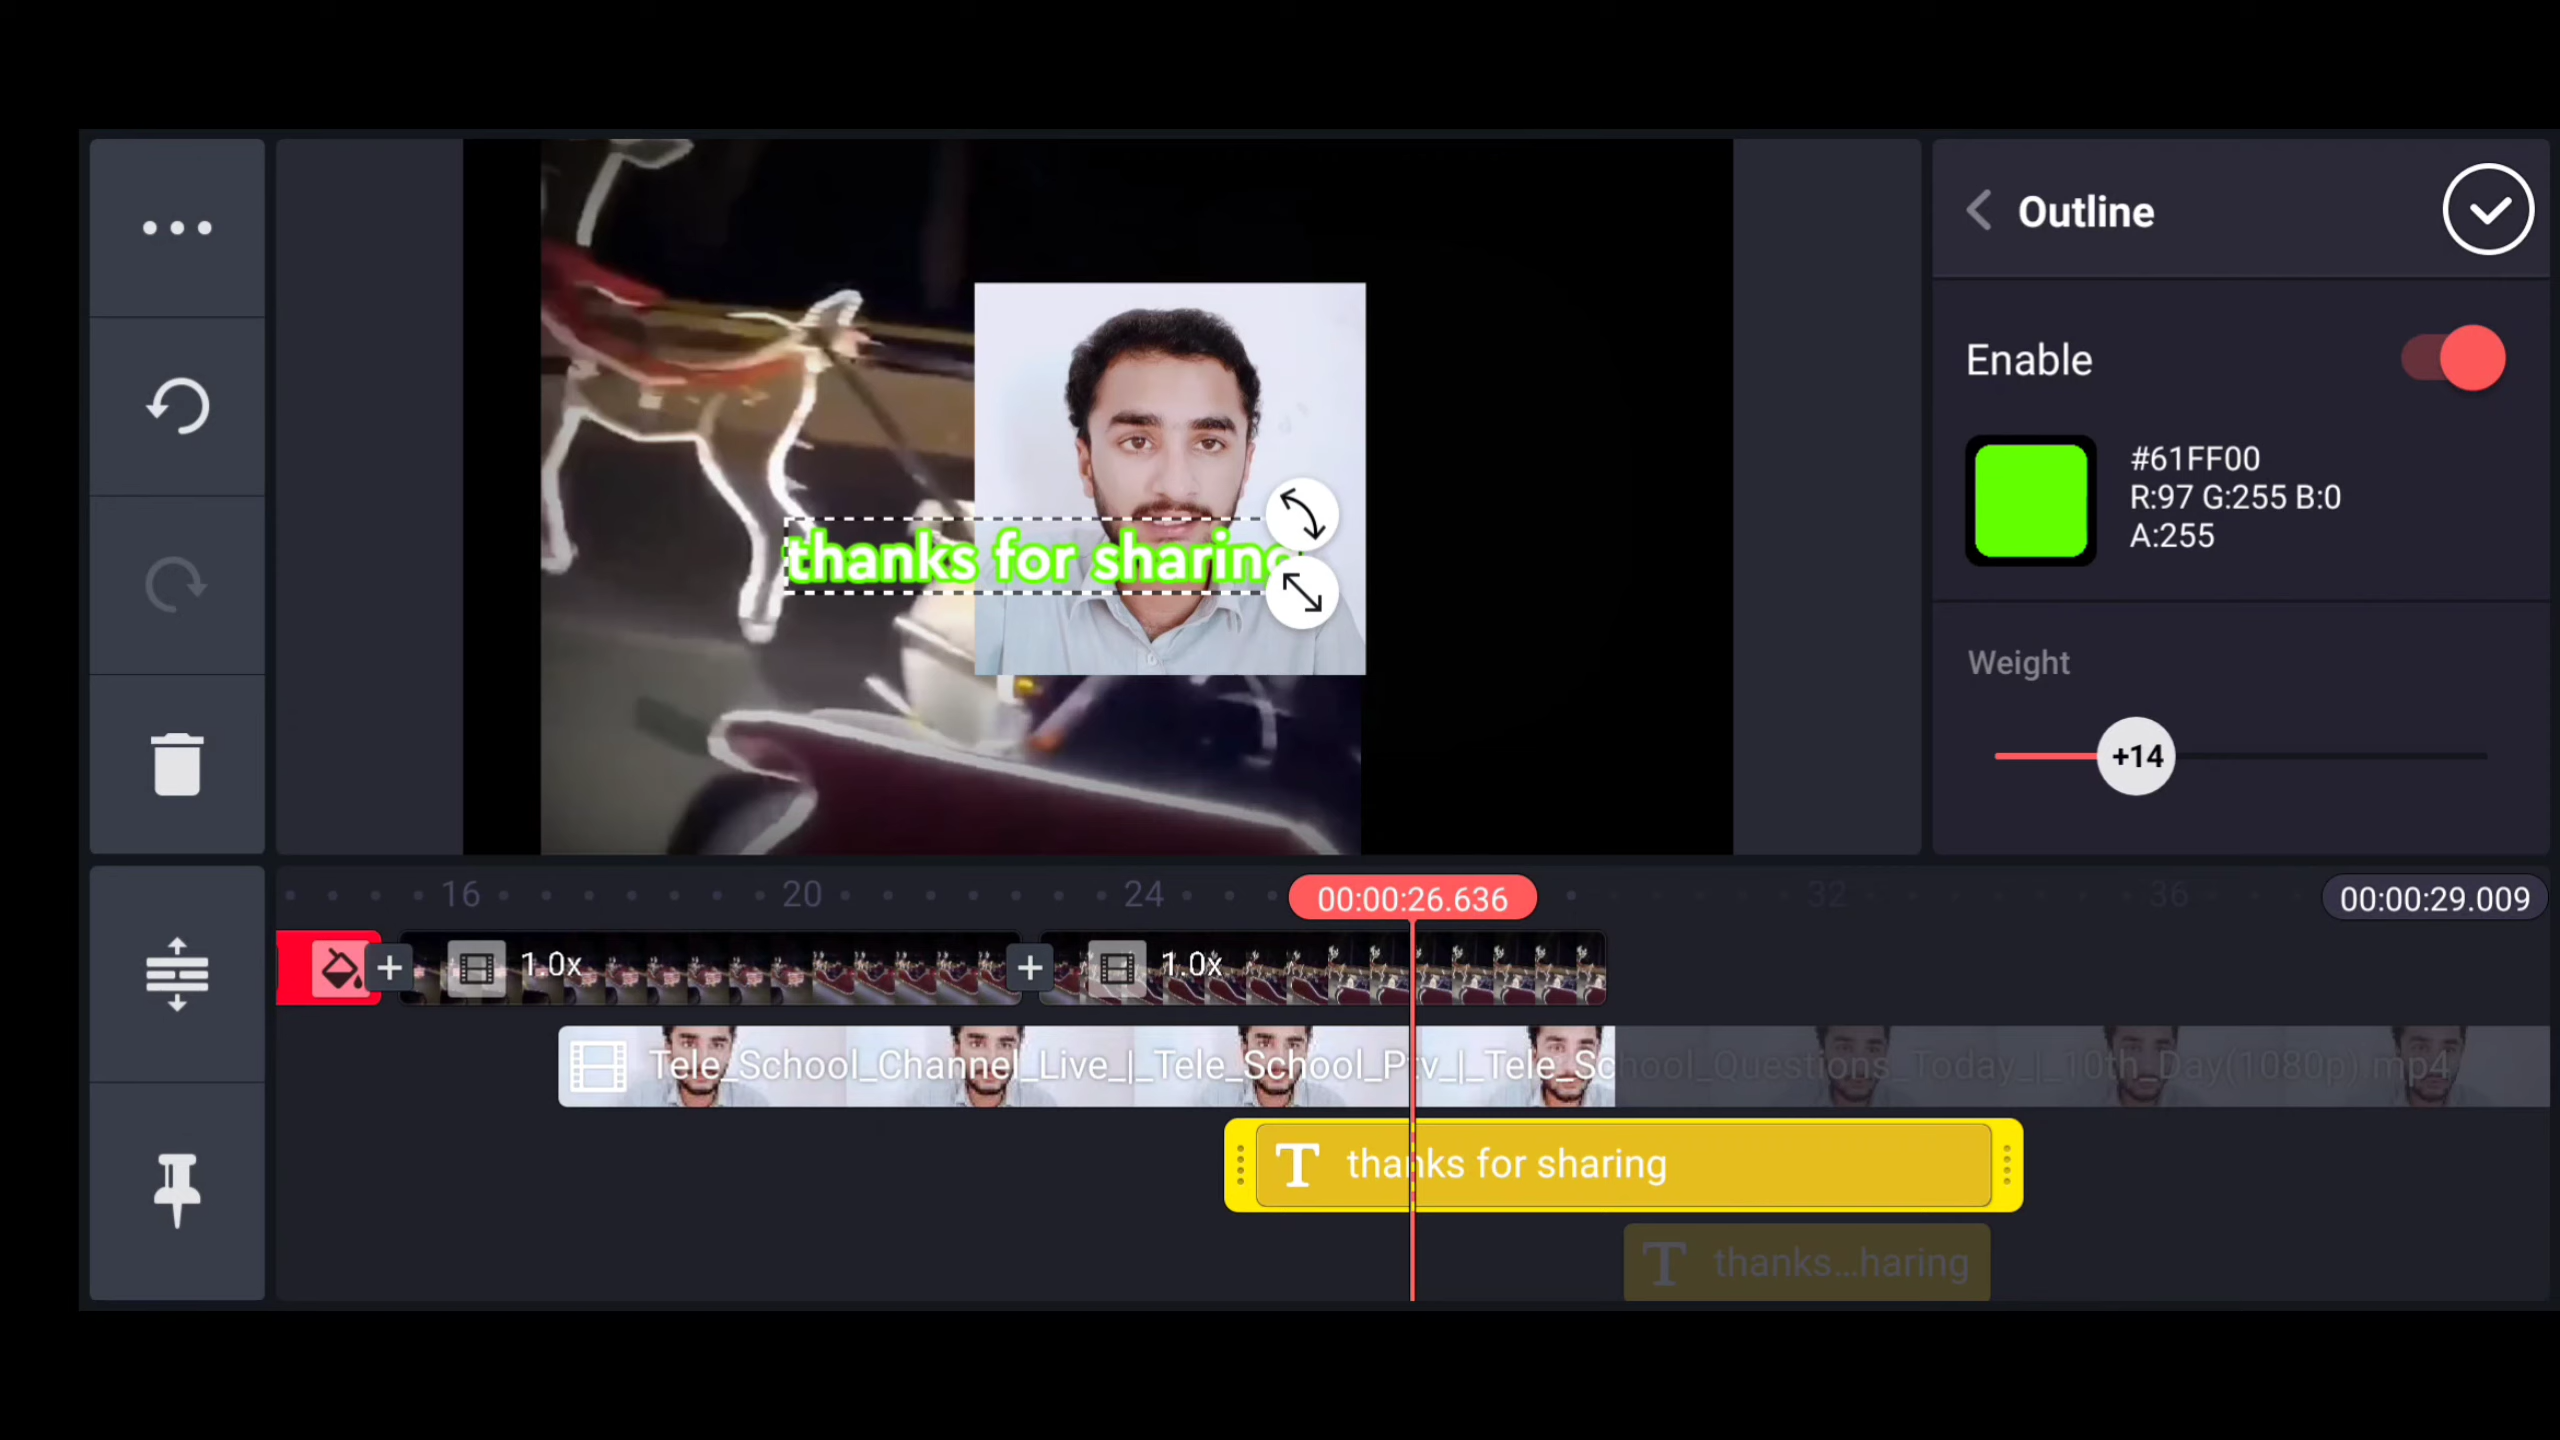 Outline
Enable
#61FF00
R:97 G:255 B:0
A:255
Weight
+14
thanks for sharing
16
20
24
00:00:26.636
32
36
00:00:29.009
1.0x
1.0x
Tele_School_Channel_Live_|_Tele_School_Ptv_|_Tele_School_Questions_Today_|_10th_Day(1080p).mp4
thanks for sharing
thanks...haring